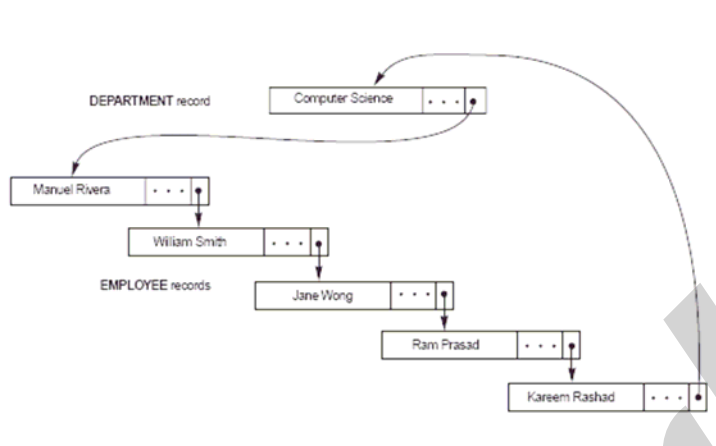 DEPARTMENT record
Computer Science
. . .
Manuel Rivera
. . .
William Smith
. . .
EMPLOYEE records
Jane Wong
. . .
Ram Prasad
. . .
Kareem Rashad
. . .